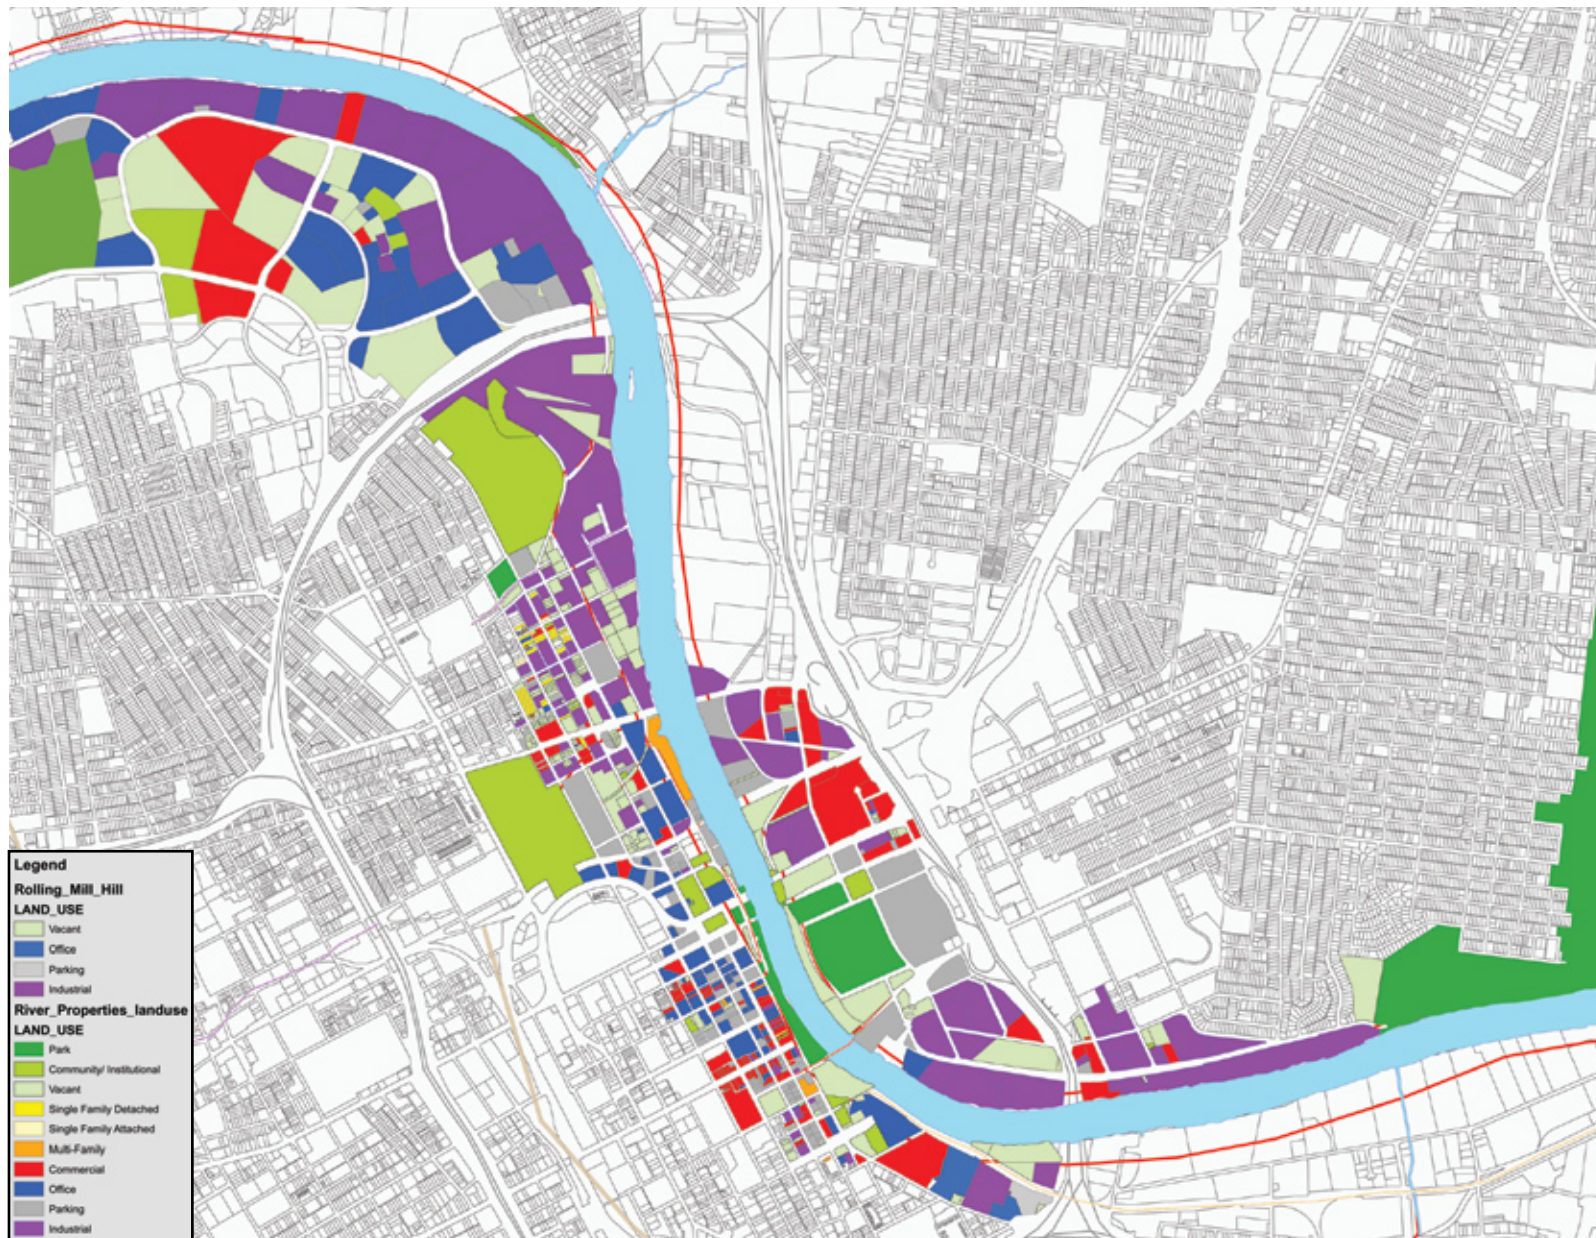 Legend
Rolling_Mill_Hill
LAND_USE
Vacant
Office
Parking
Industrial
River_Properties_landuse
LAND_USE
Park
Community/ Institutional
Vacant
Single Family Detached
Single Family Attached
Multi-Family
Commercial
Office
Parking
Industrial